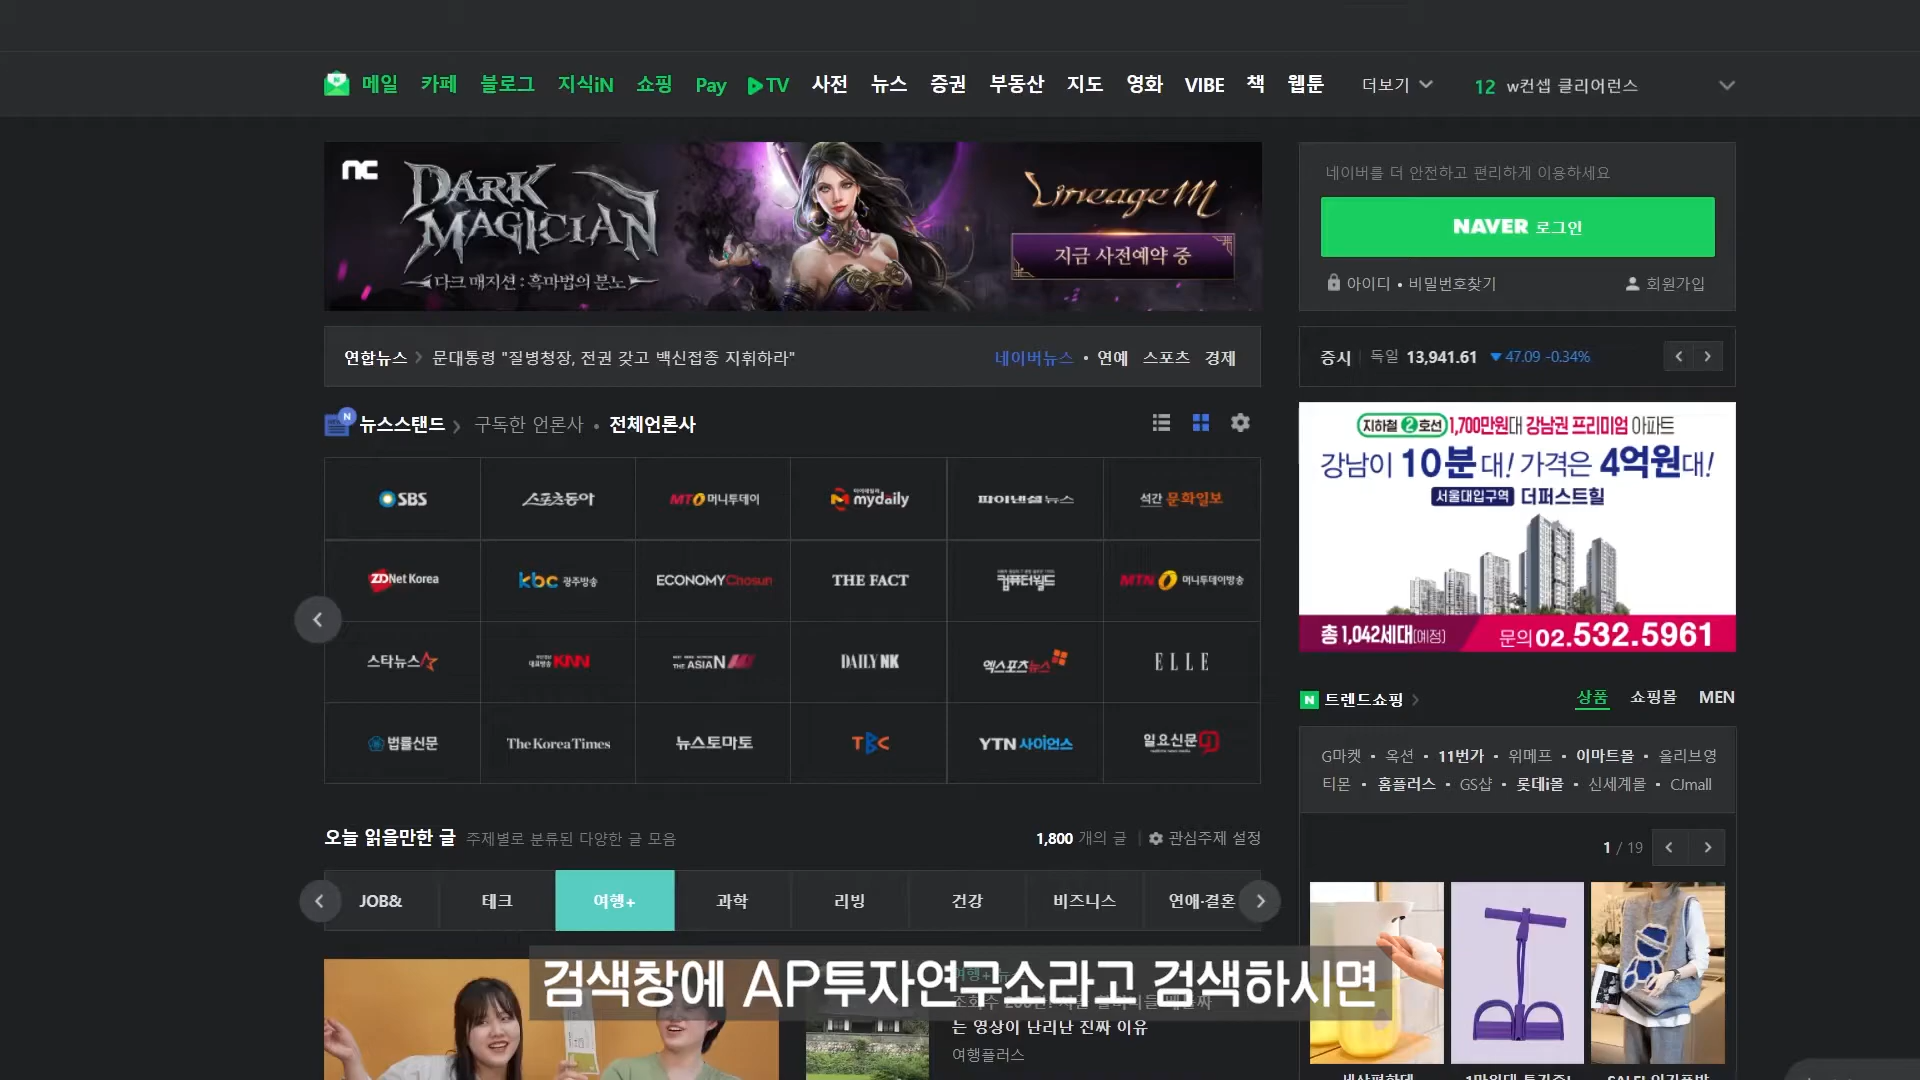 메일 카페 블로그 지식iN 쇼핑 Pay TV 사전 뉴스 증권 부동산 지도 영화 VIBE 책 웹툰 더보기 12 w컨셉 클리어런스
NC
DARK MAGICIAN
다크 매지션 : 흑마법의 분노
Lineage M
지금 사전예약 중
네이버를 더 안전하고 편리하게 이용하세요
NAVER 로그인
아이디 • 비밀번호찾기 회원가입
연합뉴스 > 문대통령 "질병청장, 전권 갖고 백신접종 지휘하라" 네이버뉴스 • 연예 스포츠 경제
증시 독일 13,941.61 ▼47.09 -0.34%
뉴스스탠드 > 구독한 언론사 • 전체언론사
지하철 2호선 1,700만원대 강남권 프리미엄 아파트
강남이 10분대! 가격은 4억원대!
서울대입구역 더퍼스트힐
총 1,042세대(예정) 문의 02.532.5961
SBS 스포츠동아 MTO 머니투데이 마이데일리 mydaily 파이낸셜뉴스 석간 문화일보
ZDNet Korea kbc 광주방송 ECONOMYChosun THE FACT 컴퓨터월드 MTN 머니투데이방송
스타뉴스 KNN THE ASIAN DAILY NK 엑스포츠뉴스 ELLE
법률신문 The Korea Times 뉴스토마토 TBC YTN 사이언스 일요신문
N 트렌드쇼핑 > 상품 쇼핑몰 MEN
G마켓 • 옥션 • 11번가 • 위메프 • 이마트몰 • 올리브영
티몬 • 홈플러스 • GS샵 • 롯데i몰 • 신세계몰 • CJmall
1 / 19
오늘 읽을만한 글 주제별로 분류된 다양한 글 모음 1,800 개의 글 관심주제 설정
JOB& 테크 여행+ 과학 리빙 건강 비즈니스 연애·결혼
검색창에 AP투자연구소라고 검색하시면
는 영상이 난리난 진짜 이유
여행플러스